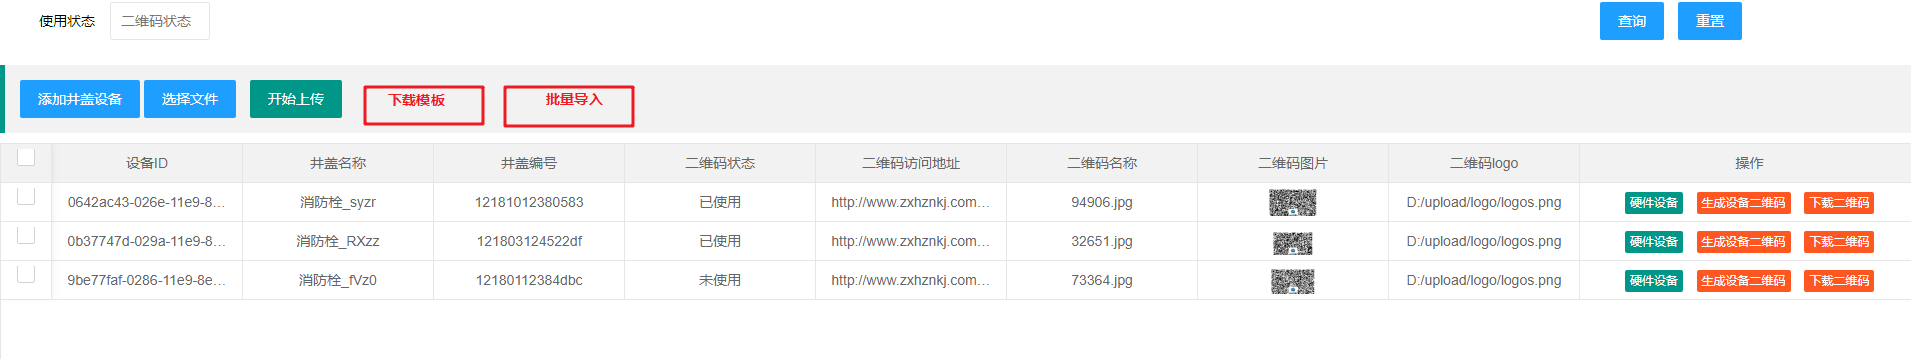 使用状态 二维码状态 查询 重置
添加井盖设备 选择文件 开始上传 下载模板 批量导入
设备ID 井盖名称 井盖编号 二维码状态 二维码访问地址 二维码名称 二维码图片 二维码logo 操作
0642ac43-026e-11e9-8... 消防栓_syzr 12181012380583 已使用 http://www.zxhznkj.com... 94906.jpg D:/upload/logo/logos.png 硬件设备 生成设备二维码 下载二维码
0b37747d-029a-11e9-8... 消防栓_RXzz 121803124522df 已使用 http://www.zxhznkj.com... 32651.jpg D:/upload/logo/logos.png 硬件设备 生成设备二维码 下载二维码
9be77faf-0286-11e9-8e... 消防栓_fVz0 12180112384dbc 未使用 http://www.zxhznkj.com... 73364.jpg D:/upload/logo/logos.png 硬件设备 生成设备二维码 下载二维码